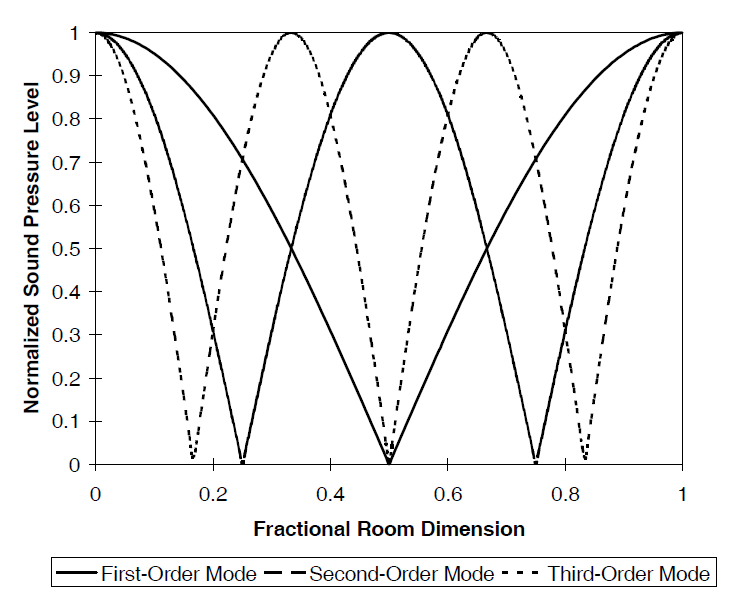 Normalized Sound Pressure Level
1
0.9
0.8
0.7
0.6
0.5
0.4
0.3
0.2
0.1
0
0 0.2 0.4 0.6 0.8 1
Fractional Room Dimension
First-Order Mode Second-Order Mode Third-Order Mode